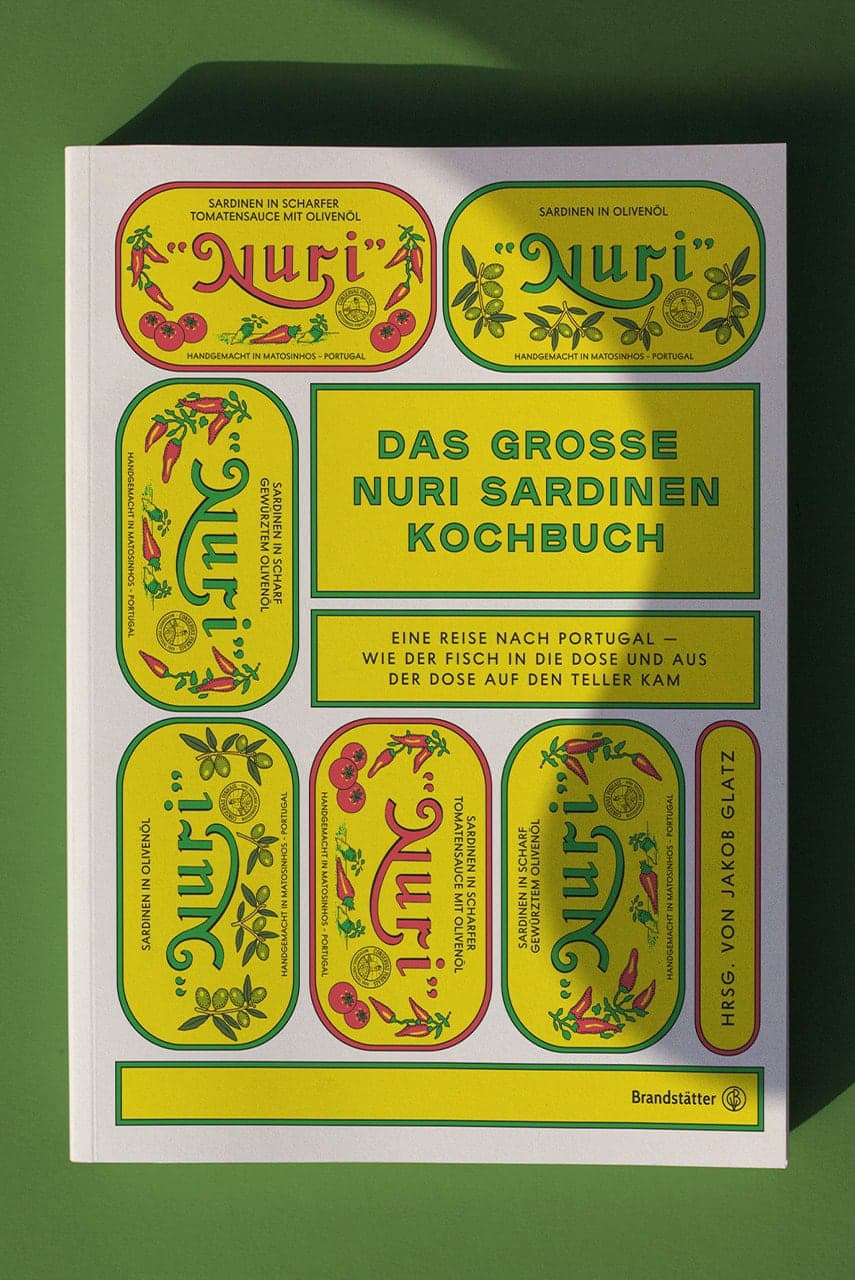 SARDINEN IN SCHARFER
TOMATENSAUCE MIT OLIVENÖL
"Nuri"
HANDGEMACHT IN MATOSINHOS – PORTUGAL
SARDINEN IN OLIVENÖL
"Nuri"
HANDGEMACHT IN MATOSINHOS – PORTUGAL
SARDINEN IN SCHARF
GEWÜRZTEM OLIVENÖL
"Nuri"
HANDGEMACHT IN MATOSINHOS – PORTUGAL
DAS GROSSE
NURI SARDINEN
KOCHBUCH
EINE REISE NACH PORTUGAL —
WIE DER FISCH IN DIE DOSE UND AUS
DER DOSE AUF DEN TELLER KAM
SARDINEN IN OLIVENÖL
"Nuri"
HANDGEMACHT IN MATOSINHOS – PORTUGAL
SARDINEN IN SCHARFER
TOMATENSAUCE MIT OLIVENÖL
"Nuri"
HANDGEMACHT IN MATOSINHOS – PORTUGAL
SARDINEN IN SCHARF
GEWÜRZTEM OLIVENÖL
"Nuri"
HANDGEMACHT IN MATOSINHOS – PORTUGAL
HRSG. VON JAKOB GLATZ
Brandstätter